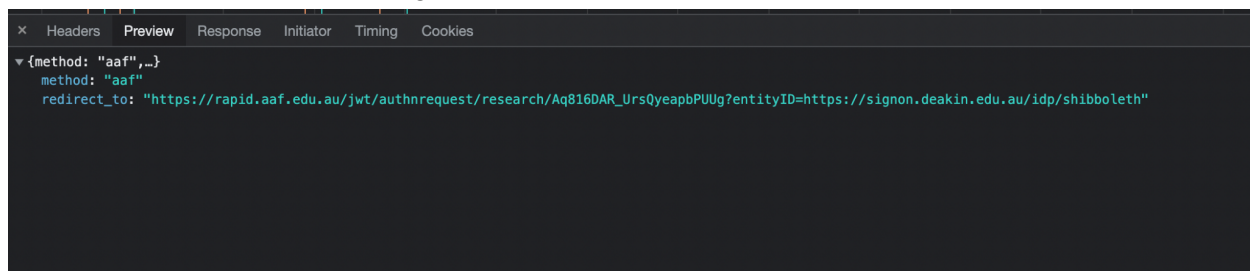 × Headers Preview Response Initiator Timing Cookies
▼{method: "aaf",…}
method: "aaf"
redirect_to: "https://rapid.aaf.edu.au/jwt/authnrequest/research/Aq816DAR_UrsQyeapbPUUg?entityID=https://signon.deakin.edu.au/idp/shibboleth"